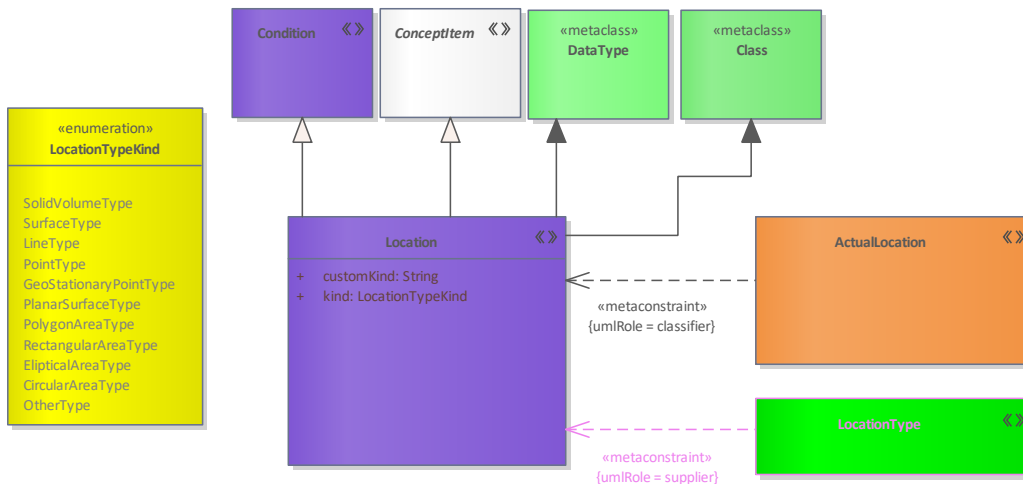 Condition «»
ConceptItem «»
«metaclass»
DataType
«metaclass»
Class
«enumeration»
LocationTypeKind
SolidVolumeType
SurfaceType
LineType
PointType
GeoStationaryPointType
PlanarSurfaceType
PolygonAreaType
RectangularAreaType
ElipticalAreaType
CircularAreaType
OtherType
Location «»
+ customKind: String
+ kind: LocationTypeKind
ActualLocation «»
«metaconstraint»
{umlRole = classifier}
LocationType «»
«metaconstraint»
{umlRole = supplier}